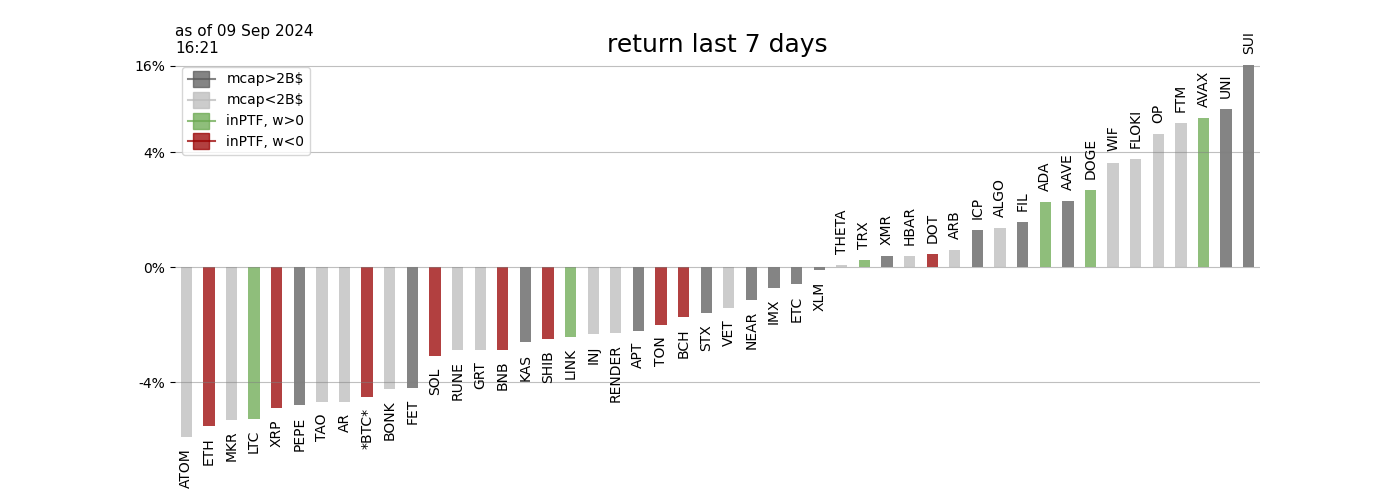 as of 09 Sep 2024
16:21
return last 7 days
mcap>2B$
mcap<2B$
inPTF, w>0
inPTF, w<0
16%
4%
0%
-4%
ATOM
ETH
MKR
LTC
XRP
PEPE
TAO
AR
*BTC*
BONK
FET
SOL
RUNE
GRT
BNB
KAS
SHIB
LINK
INJ
RENDER
APT
TON
BCH
STX
VET
NEAR
IMX
ETC
XLM
THETA
TRX
XMR
HBAR
DOT
ARB
ICP
ALGO
FIL
ADA
AAVE
DOGE
WIF
FLOKI
OP
FTM
AVAX
UNI
SUI